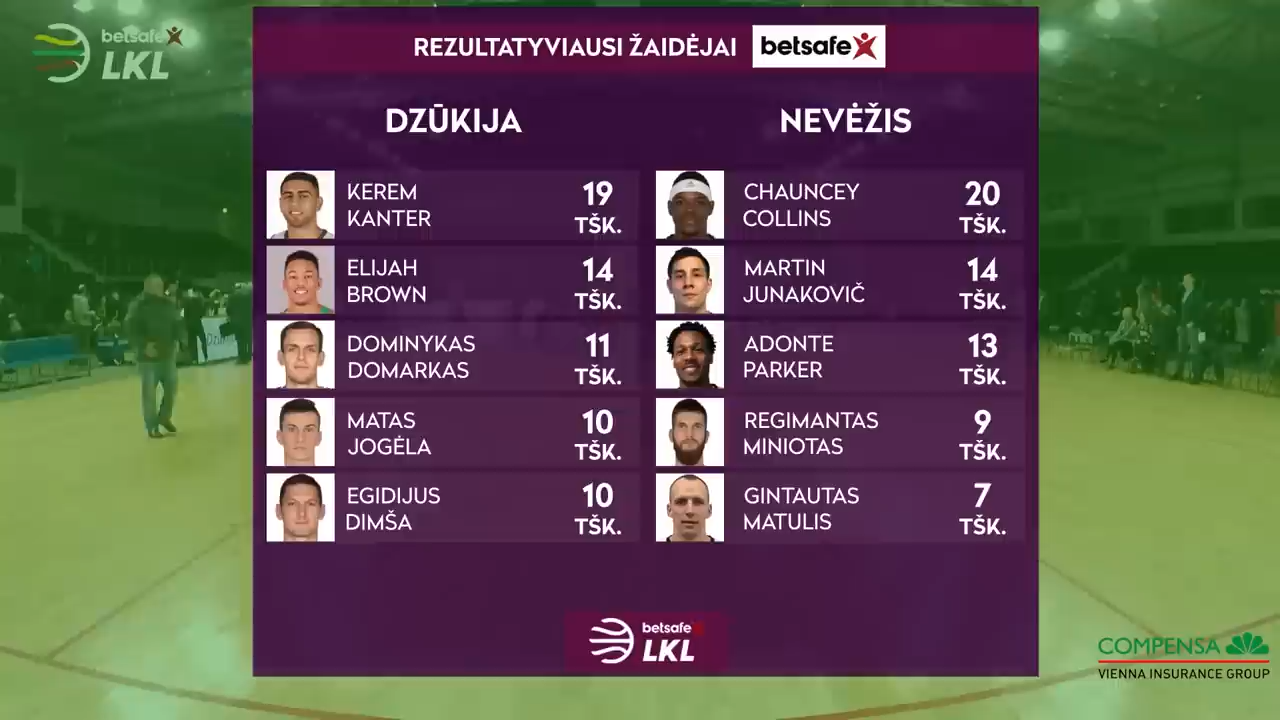 betsafe
LKL
REZULTATYVIAUSI ŽAIDĖJAI betsafe
DZŪKIJA
KEREM
KANTER
19
TŠK.
ELIJAH
BROWN
14
TŠK.
DOMINYKAS
DOMARKAS
11
TŠK.
MATAS
JOGĖLA
10
TŠK.
EGIDIJUS
DIMŠA
10
TŠK.
NEVĖŽIS
CHAUNCEY
COLLINS
20
TŠK.
MARTIN
JUNAKOVIČ
14
TŠK.
ADONTE
PARKER
13
TŠK.
REGIMANTAS
MINIOTAS
9
TŠK.
GINTAUTAS
MATULIS
7
TŠK.
betsafe
LKL
COMPENSA
VIENNA INSURANCE GROUP